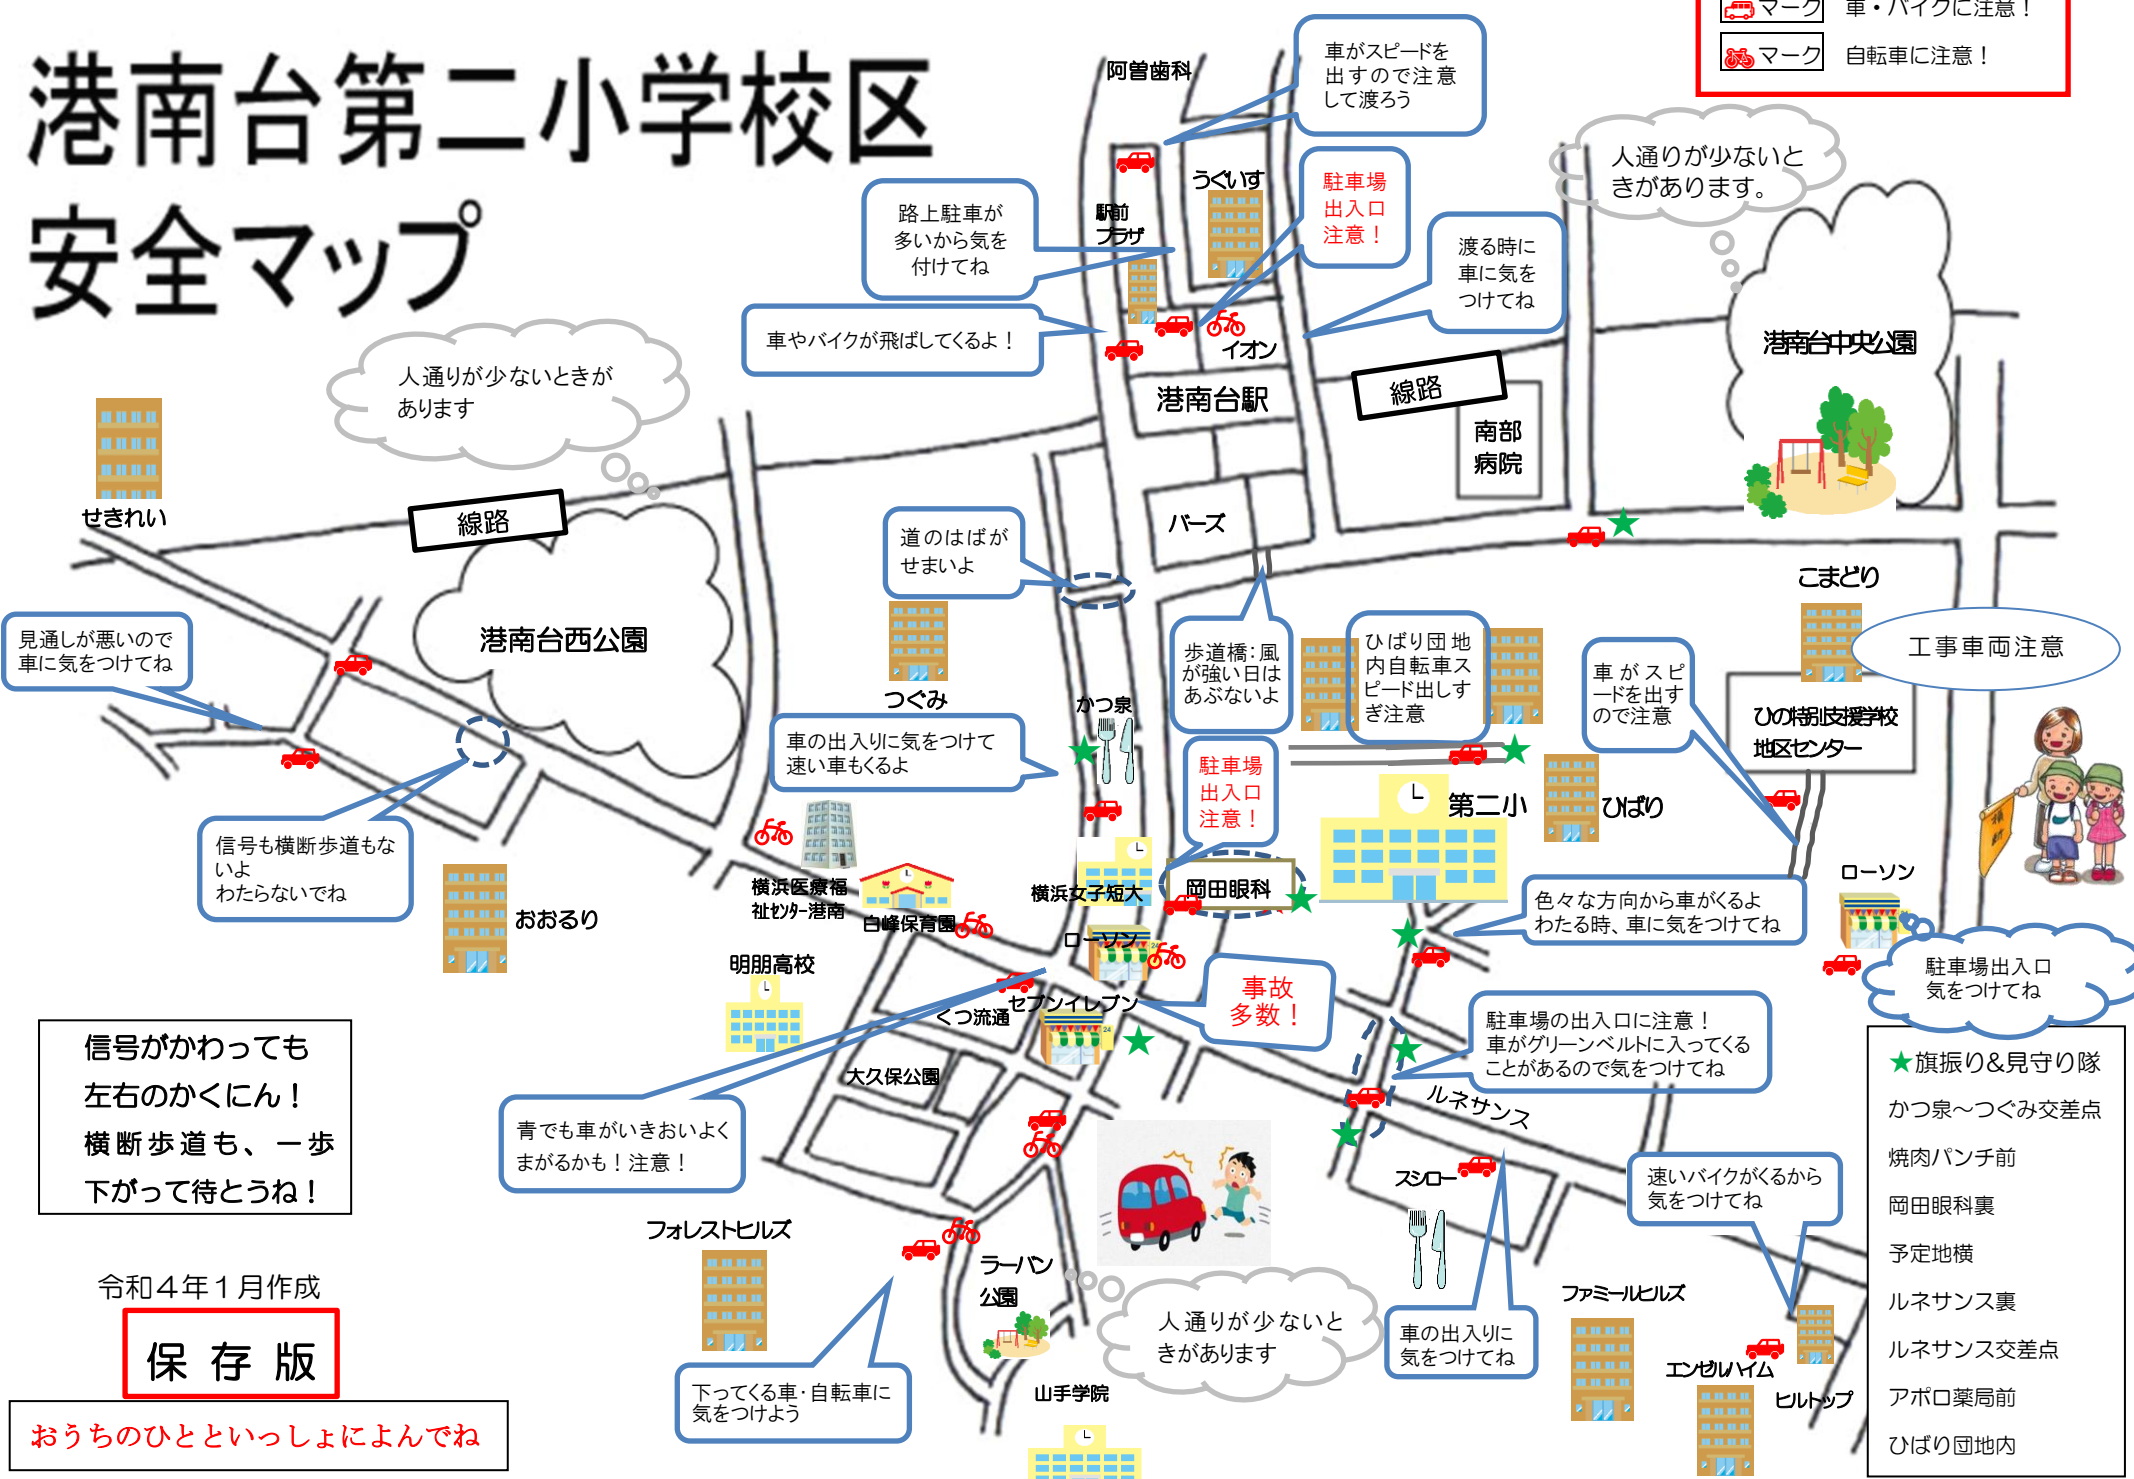 港南台第二小学校区
安全マップ
マーク 車・バイクに注意！
マーク 自転車に注意！
阿曽歯科
車がスピードを
出すので注意
して渡ろう
人通りが少ないと
きがあります。
うぐいす
駐車場
出入口
注意！
路上駐車が
多いから気を
付けてね
駅前
プラザ
渡る時に
車に気を
つけてね
車やバイクが飛ばしてくるよ！
イオン
港南台中央公園
人通りが少ないときが
あります
港南台駅
線路
南部
病院
せきれい
線路
バーズ
道のはばが
せまいよ
こまどり
工事車両注意
見通しが悪いので
車に気をつけてね
港南台西公園
つぐみ
かつ泉
歩道橋：風
が強い日は
あぶないよ
ひばり団地
内自転車ス
ピード出しす
ぎ注意
車がスピ
ードを出す
ので注意
ひの特別支援学校
地区センター
車の出入りに気をつけて
速い車もくるよ
駐車場
出入口
注意！
第二小
ひばり
横断
信号も横断歩道もな
いよ
わたらないでね
おおるり
横浜医療福
祉センター港南
白峰保育園
横浜女子短大
岡田眼科
色々な方向から車がくるよ
わたる時、車に気をつけてね
ローソン
ローソン
24
明朋高校
駐車場出入口
気をつけてね
くつ流通
セブンイレブン
24
事故
多数！
駐車場の出入口に注意！
車がグリーンベルトに入ってくる
ことがあるので気をつけてね
信号がかわっても
左右のかくにん！
横断歩道も、一歩
下がって待とうね！
大久保公園
ルネサンス
青でも車がいきおいよく
まがるかも！注意！
スシロー
速いバイクがくるから
気をつけてね
★旗振り&見守り隊
かつ泉～つぐみ交差点
焼肉パンチ前
岡田眼科裏
予定地横
ルネサンス裏
ルネサンス交差点
アポロ薬局前
ひばり団地内
令和４年１月作成
保存版
おうちのひとといっしょによんでね
フォレストヒルズ
ラーバン
公園
人通りが少ないと
きがあります
車の出入りに
気をつけてね
ファミールヒルズ
エンゼルハイム
ヒルトップ
下ってくる車・自転車に
気をつけよう
山手学院